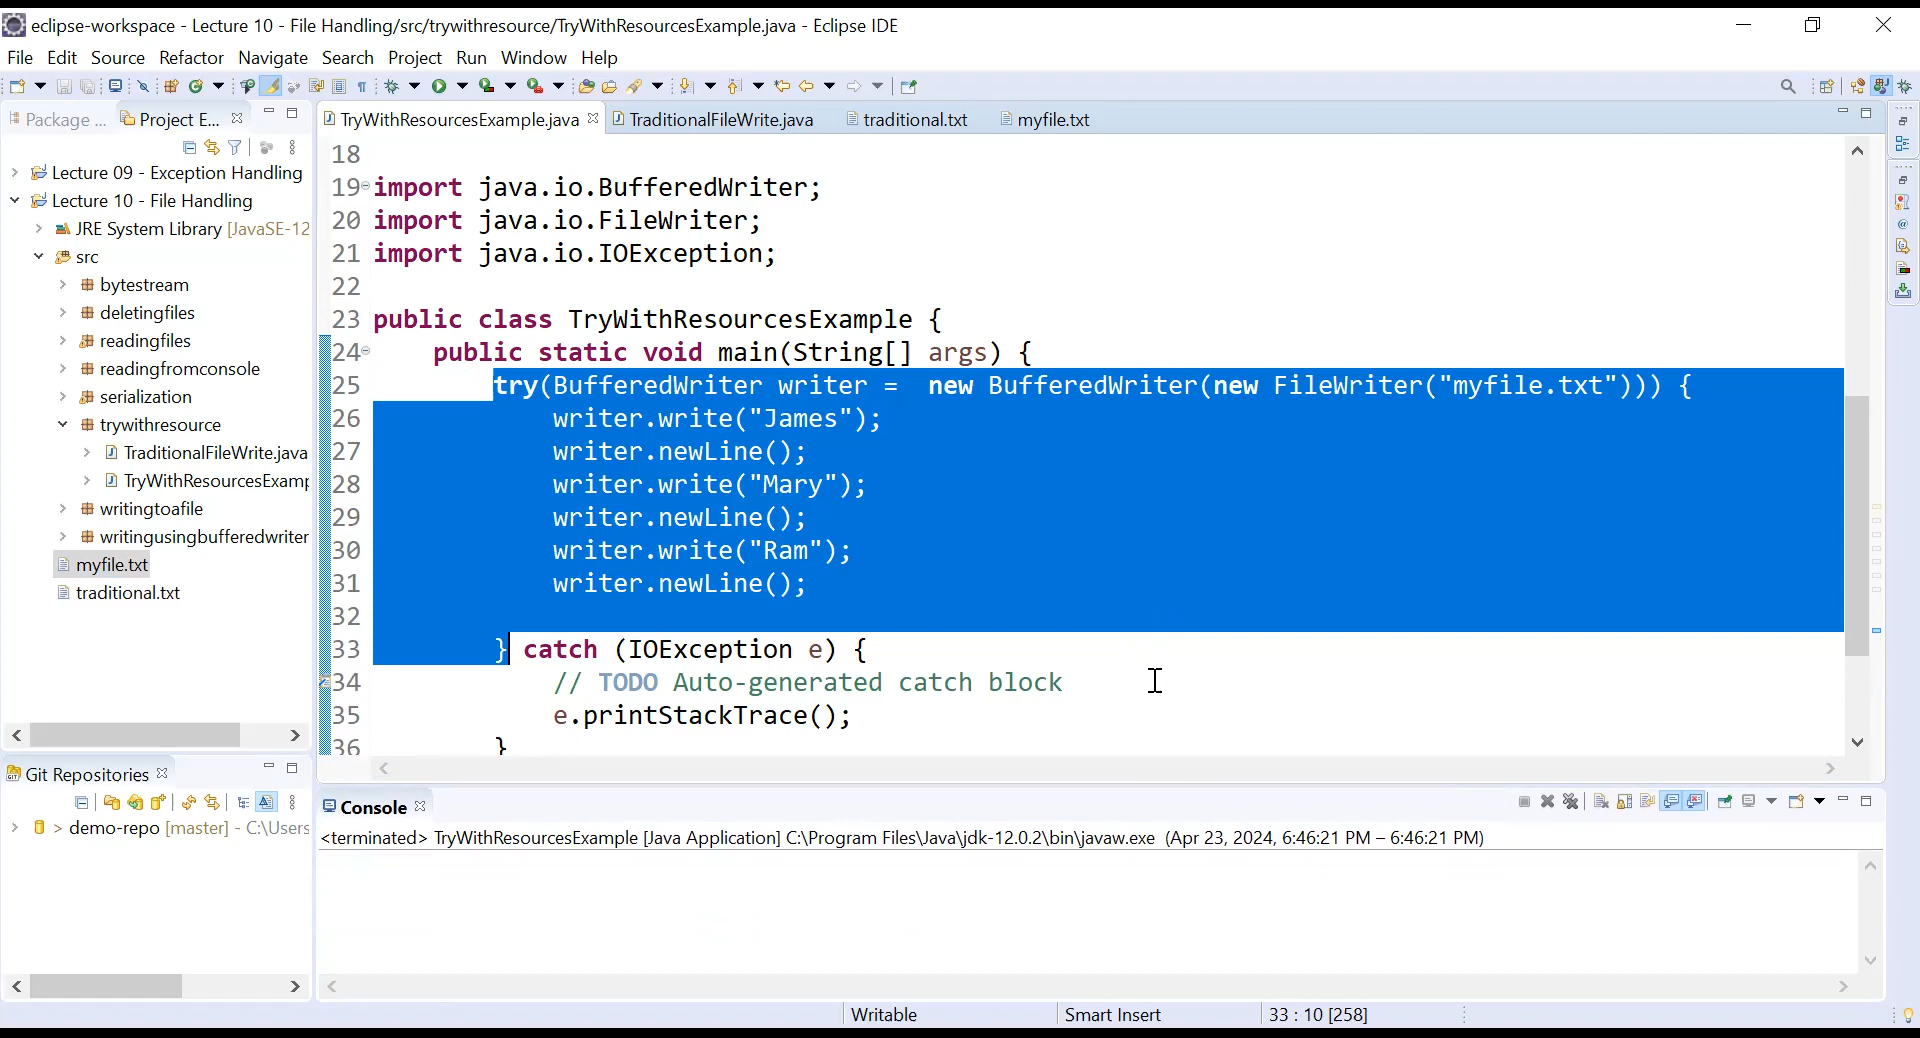 eclipse-workspace - Lecture 10 - File Handling/src/trywithresource/TryWithResourcesExample.java - Eclipse IDE
File Edit Source Refactor Navigate Search Project Run Window Help
Package ... Project E...
TryWithResourcesExample.java TraditionalFileWrite.java traditional.txt myfile.txt
Lecture 09 - Exception Handling
Lecture 10 - File Handling
JRE System Library [JavaSE-12
src
bytestream
deletingfiles
readingfiles
readingfromconsole
serialization
trywithresource
TraditionalFileWrite.java
TryWithResourcesExamp
writingtoafile
writingusingbufferedwriter
myfile.txt
traditional.txt
18
19 import java.io.BufferedWriter;
20 import java.io.FileWriter;
21 import java.io.IOException;
22
23 public class TryWithResourcesExample {
24 public static void main(String[] args) {
25 try(BufferedWriter writer =  new BufferedWriter(new FileWriter("myfile.txt"))) {
26 writer.write("James");
27 writer.newLine();
28 writer.write("Mary");
29 writer.newLine();
30 writer.write("Ram");
31 writer.newLine();
32
33 } catch (IOException e) {
34 // TODO Auto-generated catch block
35 e.printStackTrace();
36 }
Git Repositories
> demo-repo [master] - C:\Users
Console
<terminated> TryWithResourcesExample [Java Application] C:\Program Files\Java\jdk-12.0.2\bin\javaw.exe (Apr 23, 2024, 6:46:21 PM – 6:46:21 PM)
Writable Smart Insert 33 : 10 [258]